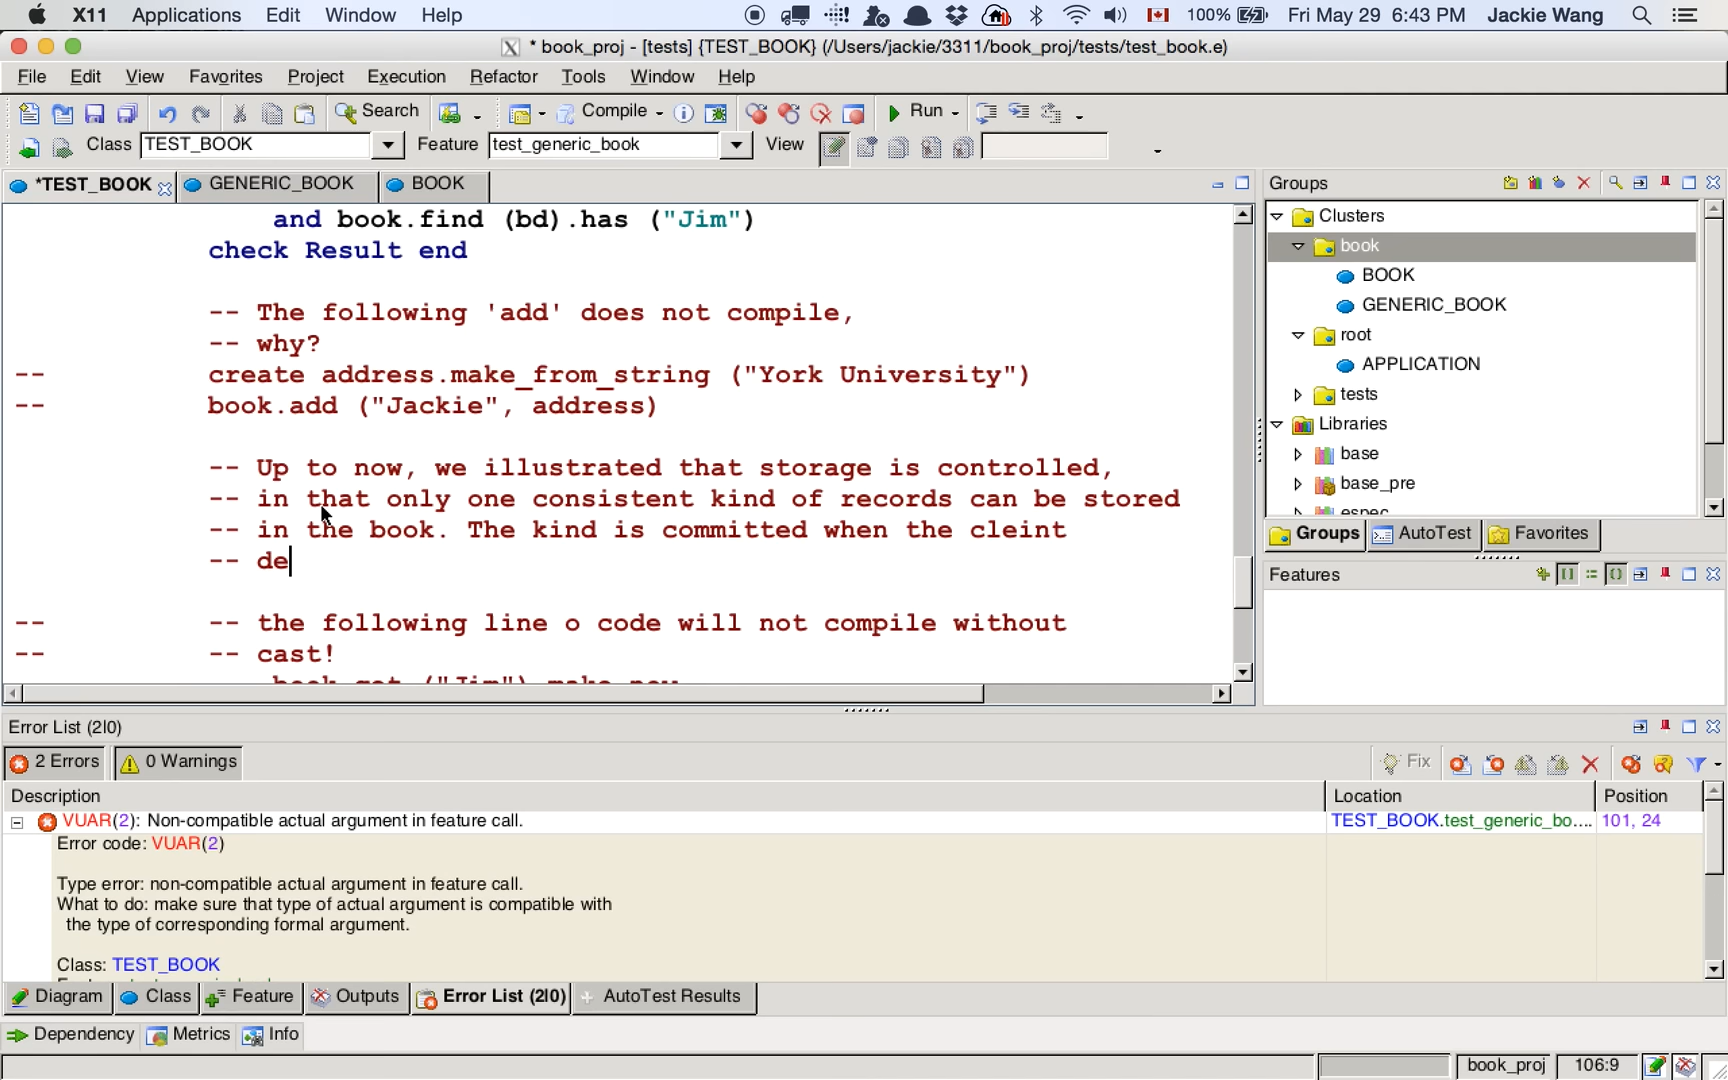 X11 Applications Edit Window Help 100% Fri May 29 6:43 PM Jackie Wang
X * book_proj - [tests] {TEST_BOOK} (/Users/jackie/3311/book_proj/tests/test_book.e)
File Edit View Favorites Project Execution Refactor Tools Window Help
Search Compile Run
Class TEST_BOOK Feature test_generic_book View
*TEST_BOOK GENERIC_BOOK BOOK
and book.find (bd).has ("Jim")
check Result end
-- The following 'add' does not compile,
-- why?
-- create address.make_from_string ("York University")
-- book.add ("Jackie", address)
-- Up to now, we illustrated that storage is controlled,
-- in that only one consistent kind of records can be stored
-- in the book. The kind is committed when the cleint
-- de
-- -- the following line o code will not compile without
-- -- cast!
book.get ("Jim").make_now
Groups
Clusters
book
BOOK
GENERIC_BOOK
root
APPLICATION
tests
Libraries
base
base_pre
espec
Groups AutoTest Favorites
Features
Error List (2|0)
2 Errors 0 Warnings Fix
Description Location Position
VUAR(2): Non-compatible actual argument in feature call. TEST_BOOK.test_generic_bo.... 101, 24
Error code: VUAR(2)
Type error: non-compatible actual argument in feature call.
What to do: make sure that type of actual argument is compatible with
the type of corresponding formal argument.
Class: TEST_BOOK
Diagram Class Feature Outputs Error List (2|0) AutoTest Results
Dependency Metrics Info
book_proj 106:9